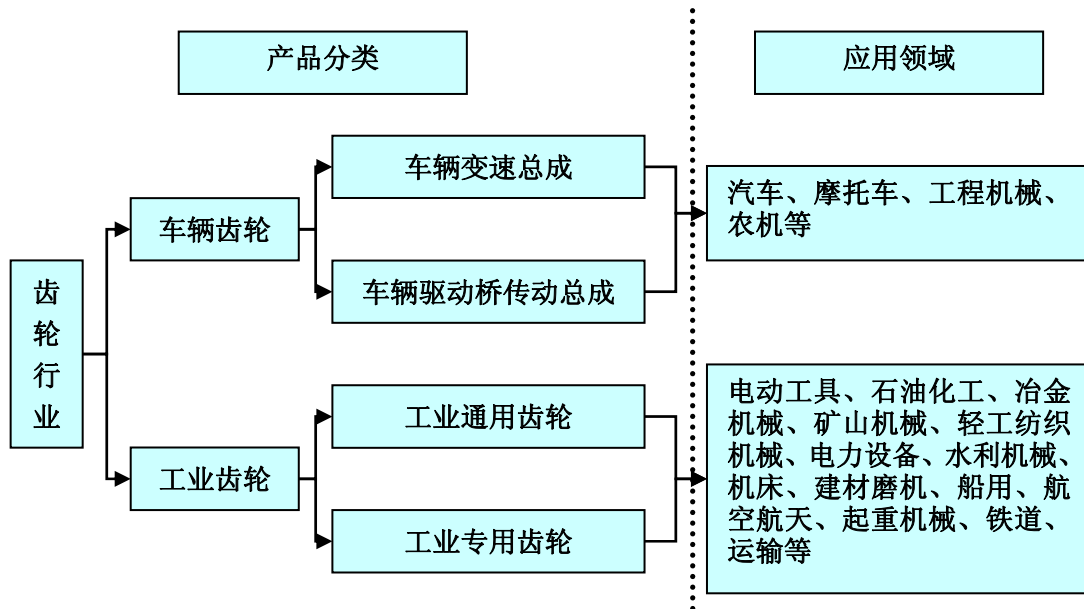 产品分类
应用领域
车辆变速总成
汽车、摩托车、工程机械、
农机等
车辆齿轮
车辆驱动桥传动总成
齿
轮
行
业
工业通用齿轮
电动工具、石油化工、冶金
机械、矿山机械、轻工纺织
机械、电力设备、水利机械、
机床、建材磨机、船用、航
空航天、起重机械、铁道、
运输等
工业齿轮
工业专用齿轮